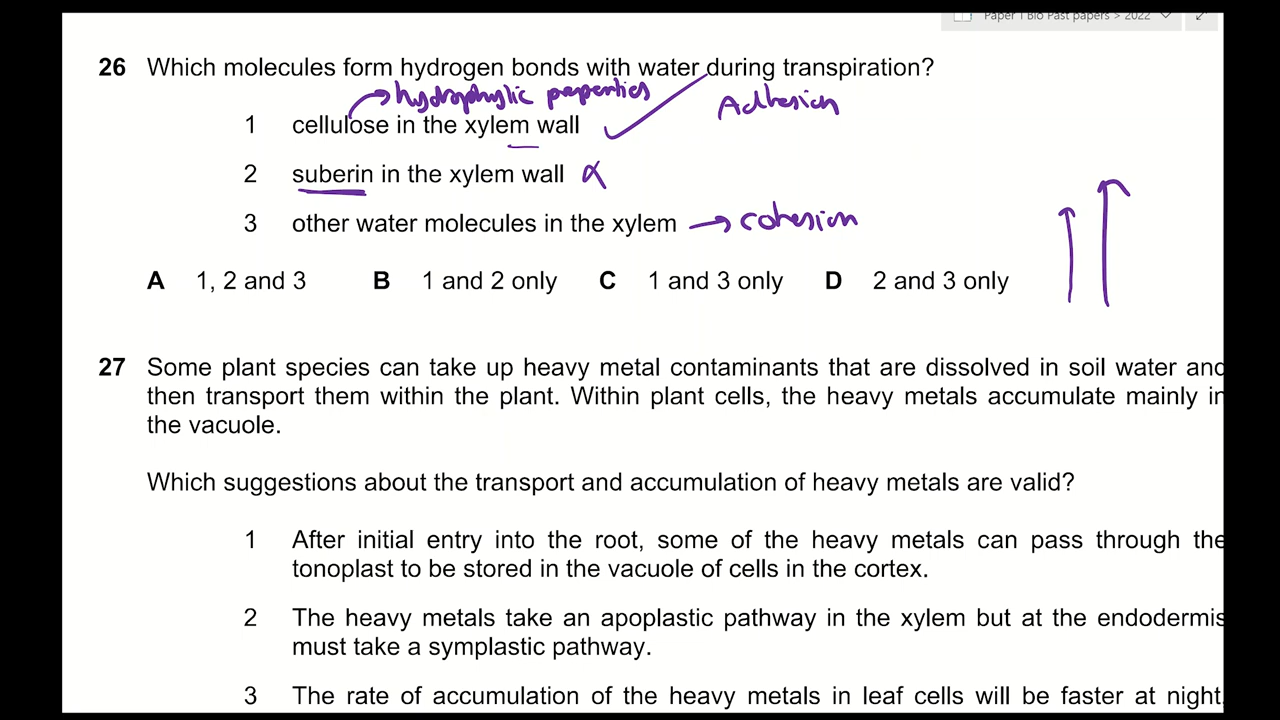 Paper 1 Bio Past papers > 2022
26 Which molecules form hydrogen bonds with water during transpiration?
hydrophylic properties
Adhesion
1 cellulose in the xylem wall
2 suberin in the xylem wall
3 other water molecules in the xylem → cohesion
A 1, 2 and 3 B 1 and 2 only C 1 and 3 only D 2 and 3 only
27 Some plant species can take up heavy metal contaminants that are dissolved in soil water and
then transport them within the plant. Within plant cells, the heavy metals accumulate mainly in
the vacuole.
Which suggestions about the transport and accumulation of heavy metals are valid?
1 After initial entry into the root, some of the heavy metals can pass through the
tonoplast to be stored in the vacuole of cells in the cortex.
2 The heavy metals take an apoplastic pathway in the xylem but at the endodermis
must take a symplastic pathway.
3 The rate of accumulation of the heavy metals in leaf cells will be faster at night.